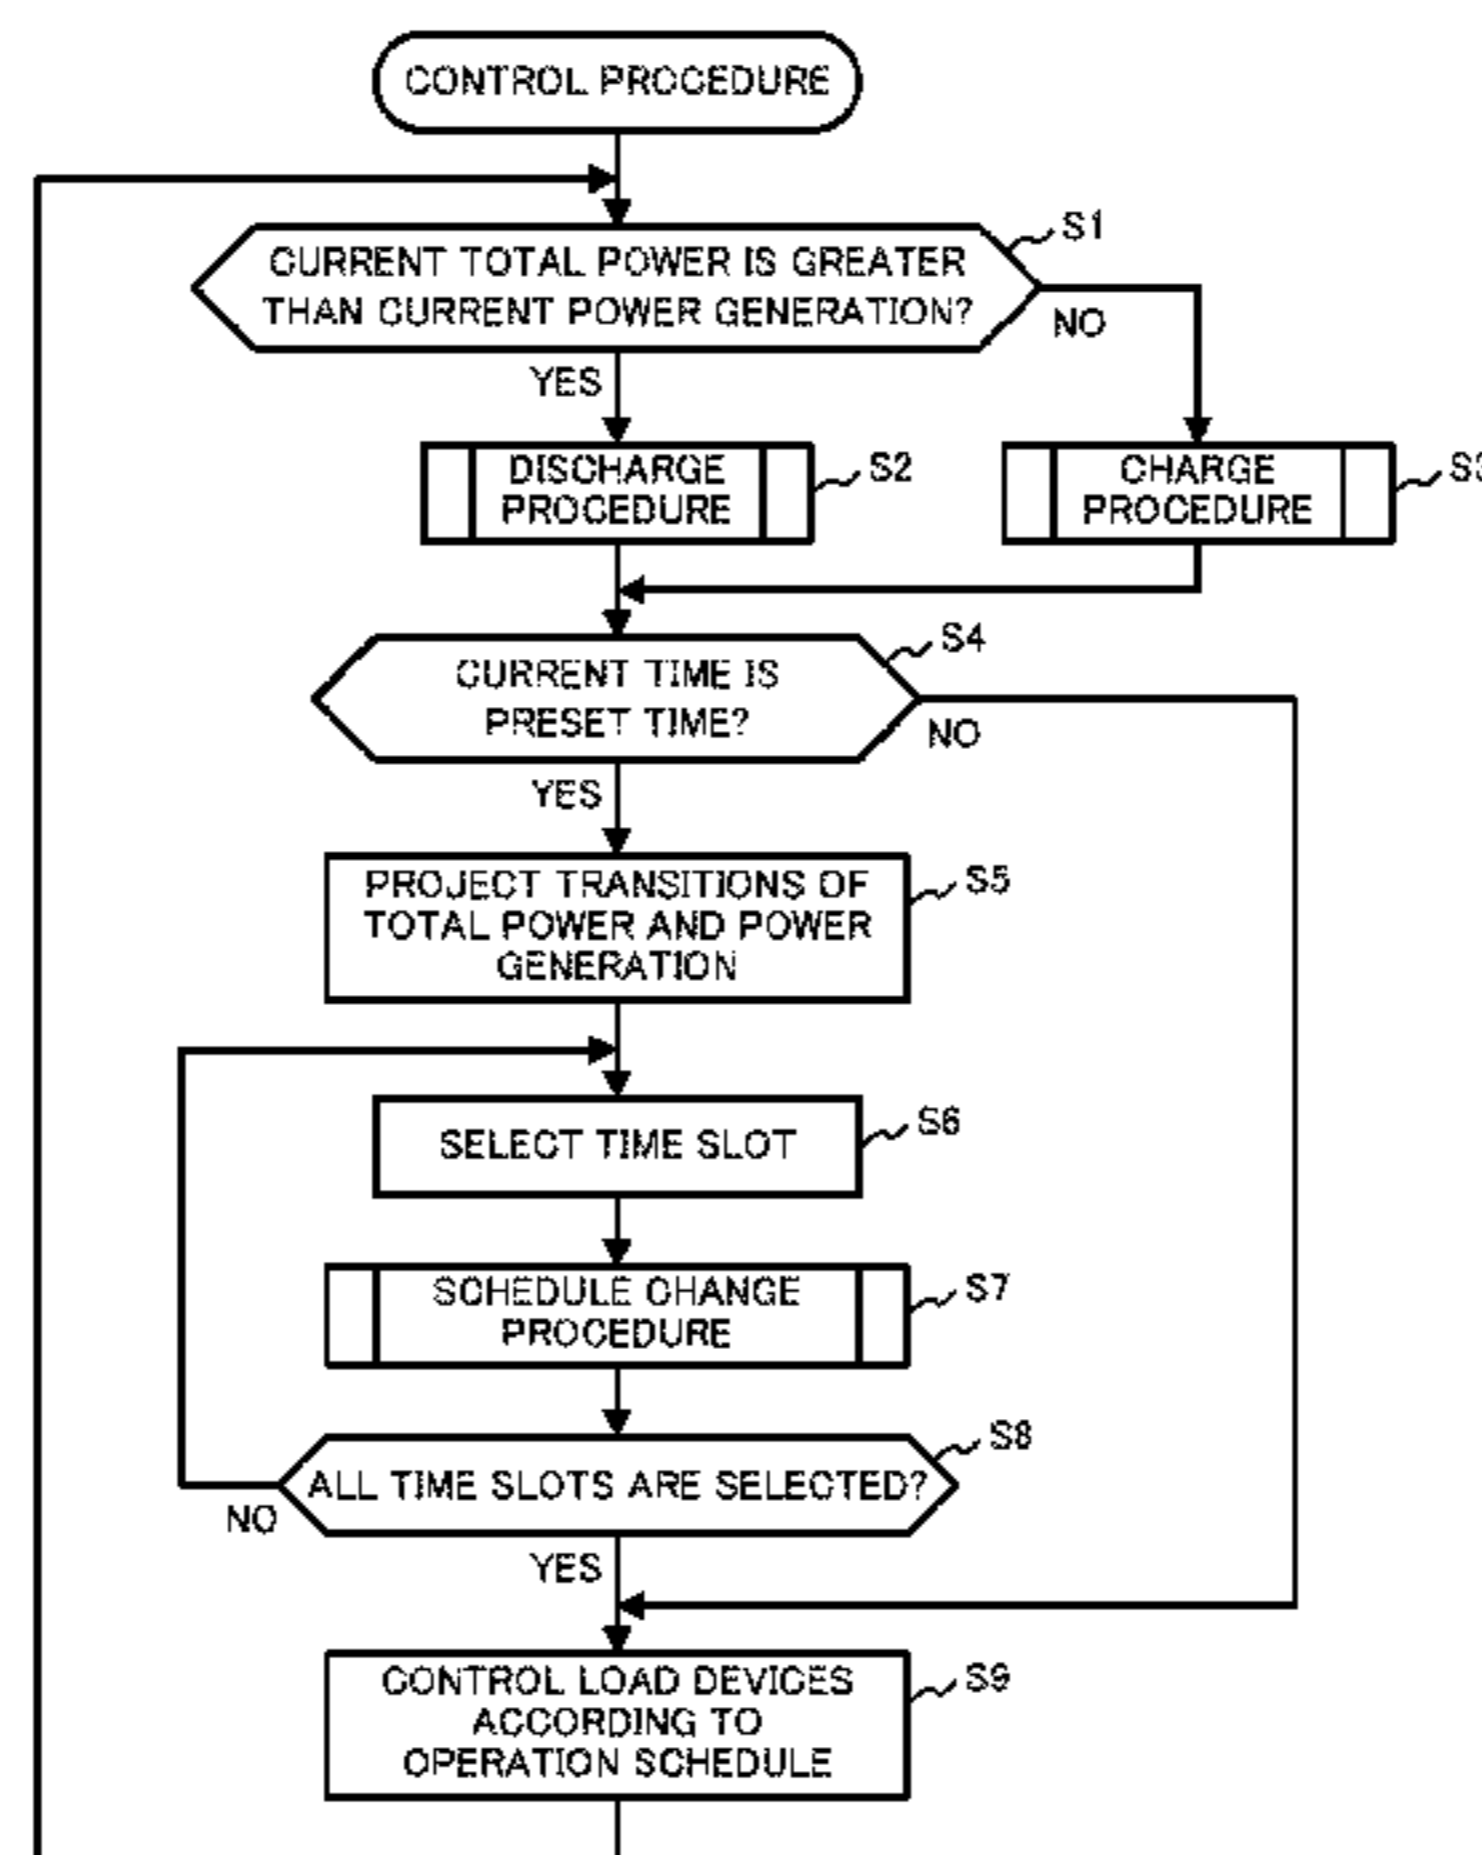 CONTROL PROCEDURE
S1
CURRENT TOTAL POWER IS GREATER
THAN CURRENT POWER GENERATION?
NO
YES
DISCHARGE
PROCEDURE
S2
CHARGE
PROCEDURE
S3
S4
CURRENT TIME IS
PRESET TIME?
NO
YES
PROJECT TRANSITIONS OF
TOTAL POWER AND POWER
GENERATION
S5
SELECT TIME SLOT
S6
SCHEDULE CHANGE
PROCEDURE
S7
S8
ALL TIME SLOTS ARE SELECTED?
NO
YES
CONTROL LOAD DEVICES
ACCORDING TO
OPERATION SCHEDULE
S9